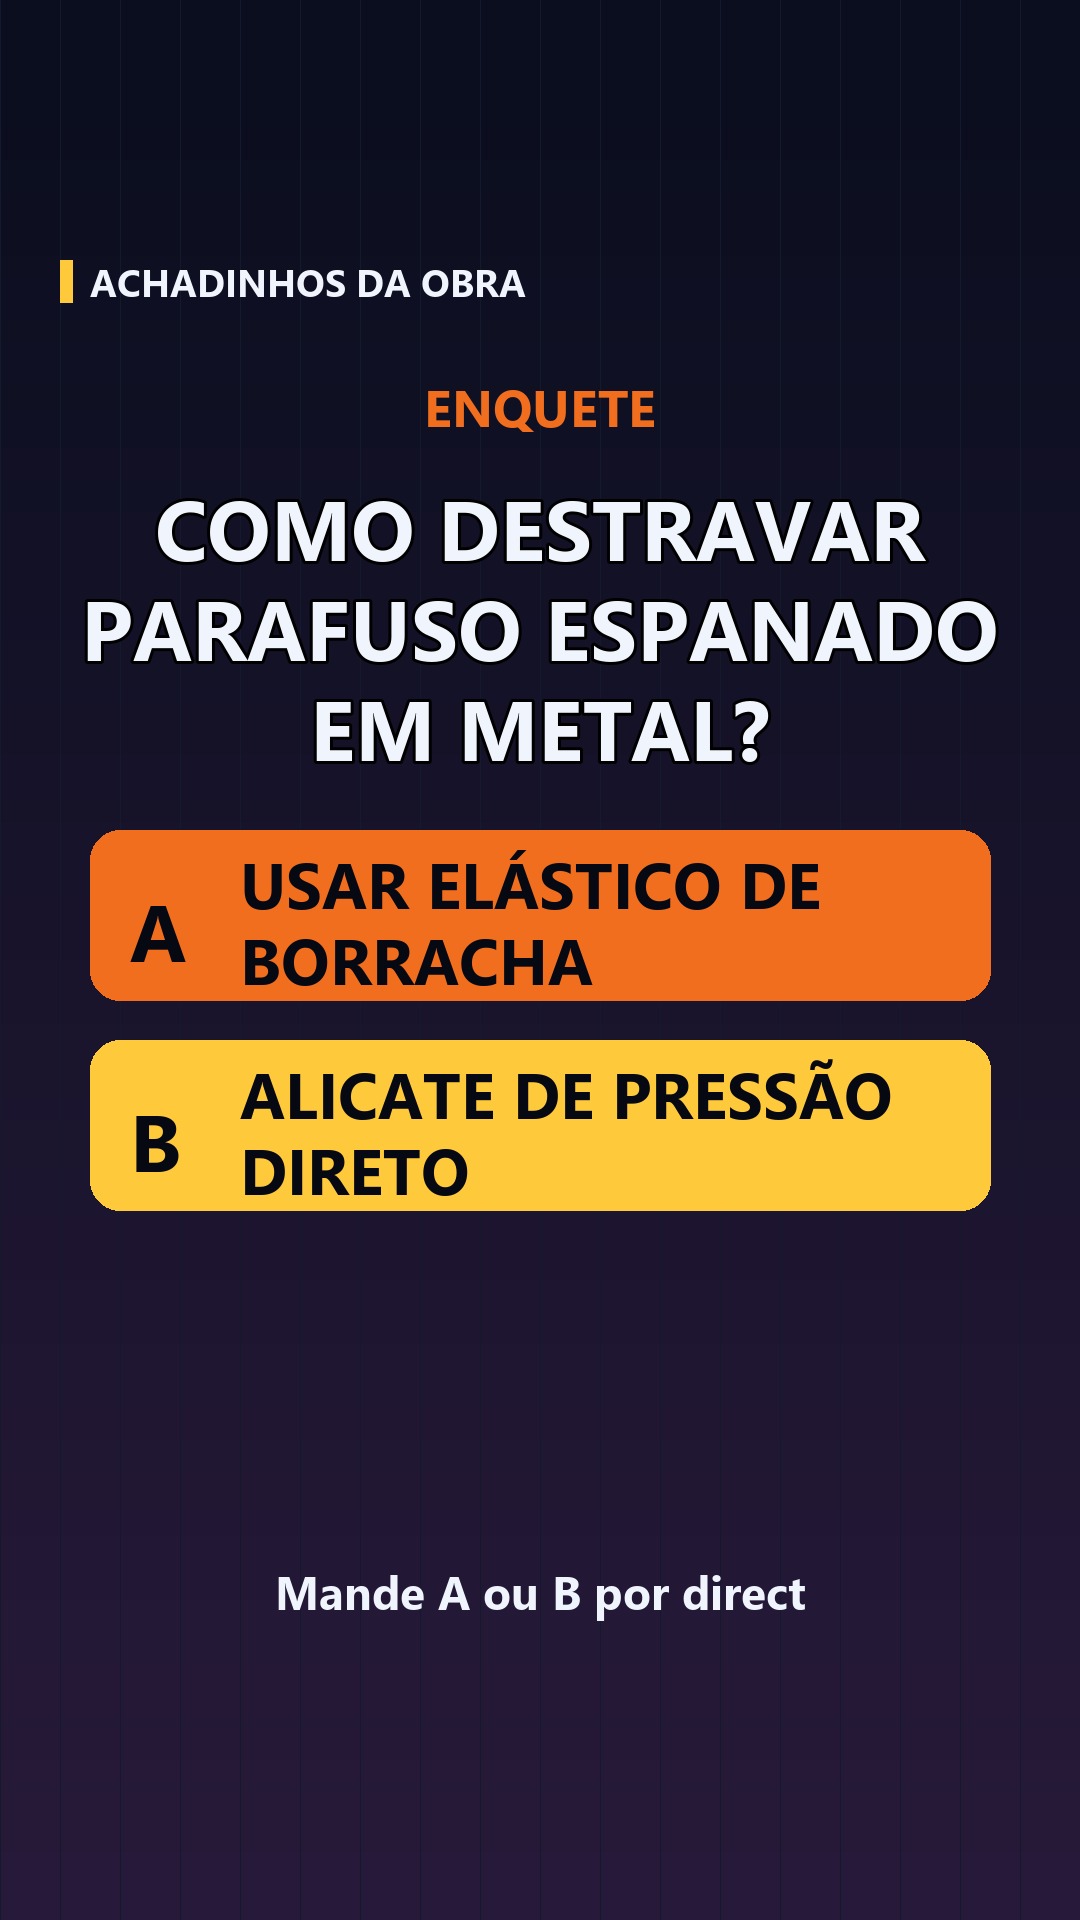 ACHADINHOS DA OBRA
ENQUETE
COMO DESTRAVAR
PARAFUSO ESPANADO
EM METAL?
A
USAR ELÁSTICO DE
BORRACHA
B
ALICATE DE PRESSÃO
DIRETO
Mande A ou B por direct